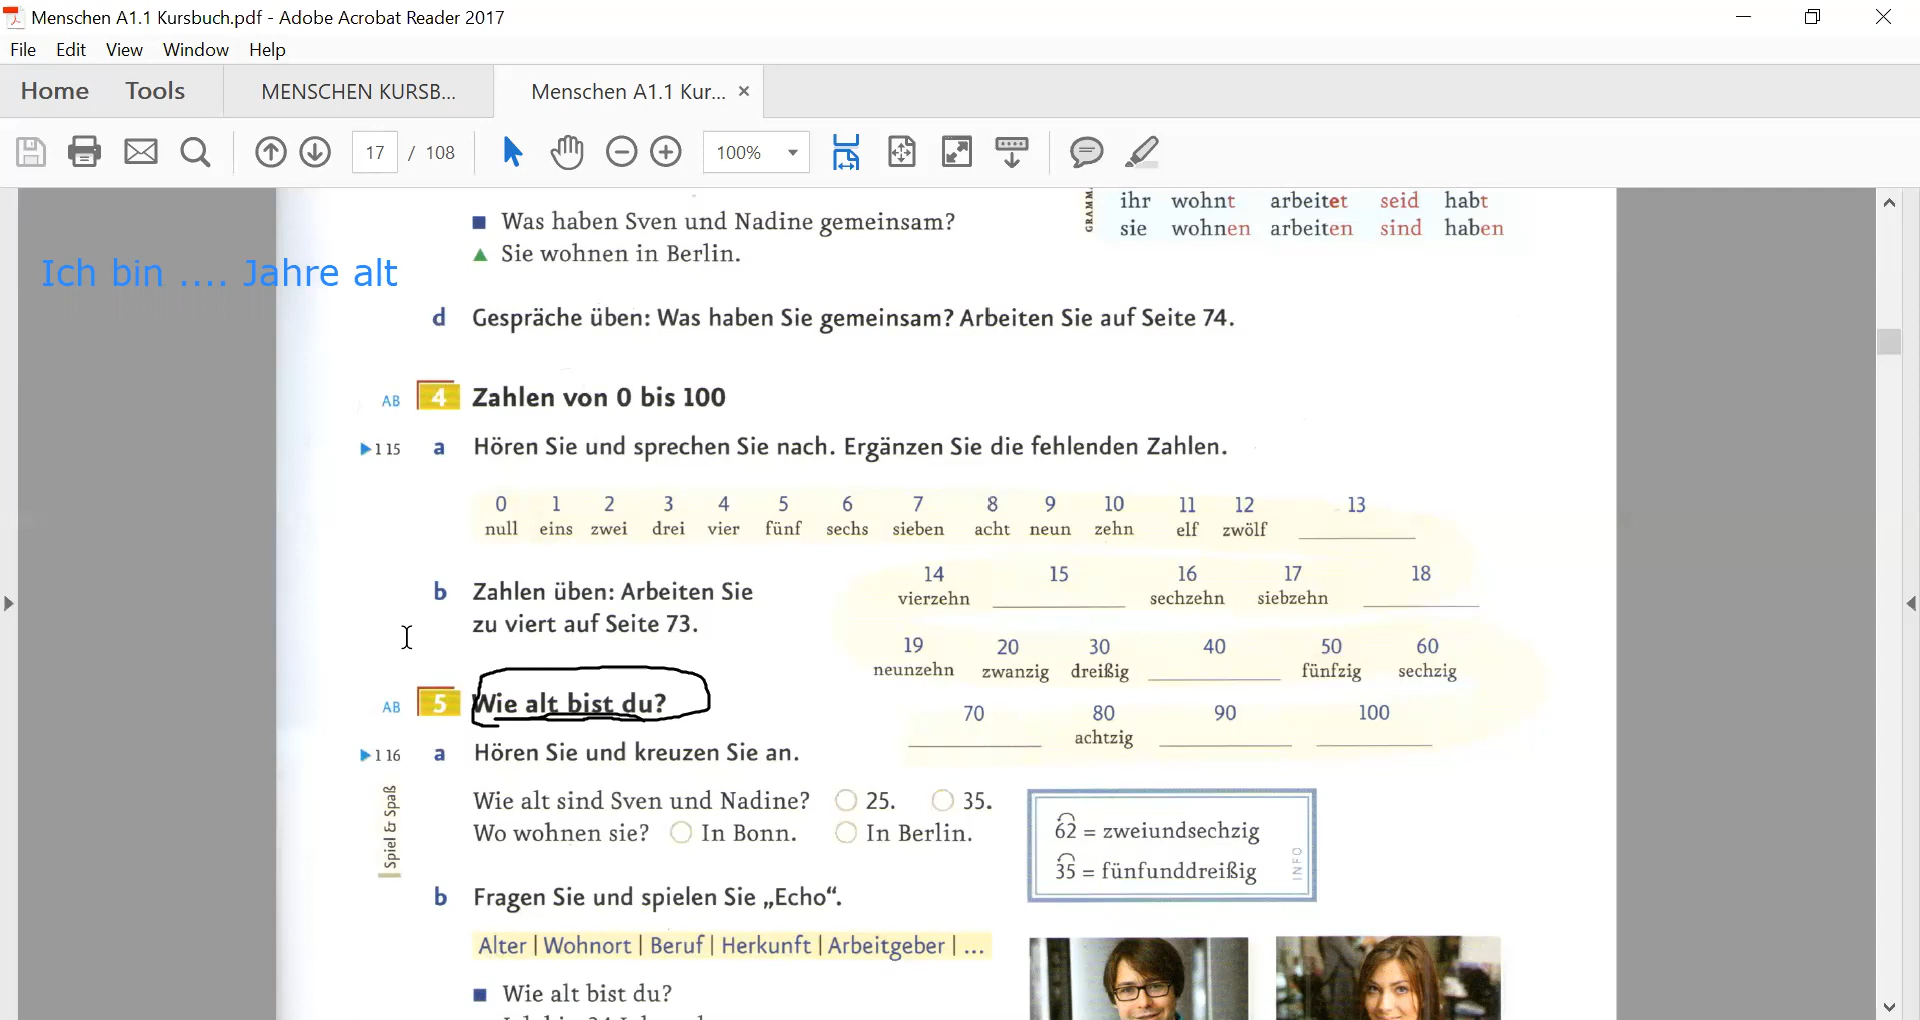 Menschen A1.1 Kursbuch.pdf - Adobe Acrobat Reader 2017
File Edit View Window Help
Home Tools MENSCHEN KURSB... Menschen A1.1 Kur... ×
17 / 108 100%
ihr wohnt arbeitet seid habt
■ Was haben Sven und Nadine gemeinsam?
sie wohnen arbeiten sind haben
▲ Sie wohnen in Berlin.
Ich bin .... Jahre alt
d Gespräche üben: Was haben Sie gemeinsam? Arbeiten Sie auf Seite 74.
AB 4 Zahlen von 0 bis 100
▶1 15 a Hören Sie und sprechen Sie nach. Ergänzen Sie die fehlenden Zahlen.
0 1 2 3 4 5 6 7 8 9 10 11 12 13
null eins zwei drei vier fünf sechs sieben acht neun zehn elf zwölf
b Zahlen üben: Arbeiten Sie
zu viert auf Seite 73.
14 15 16 17 18
vierzehn sechzehn siebzehn
19 20 30 40 50 60
neunzehn zwanzig dreißig fünfzig sechzig
70 80 90 100
achtzig
AB 5 Wie alt bist du?
▶1 16 a Hören Sie und kreuzen Sie an.
Spiel & Spaß
Wie alt sind Sven und Nadine? 25. 35.
Wo wohnen sie? In Bonn. In Berlin.
62 = zweiundsechzig
35 = fünfunddreißig
INFO
b Fragen Sie und spielen Sie „Echo“.
Alter | Wohnort | Beruf | Herkunft | Arbeitgeber | ...
■ Wie alt bist du?